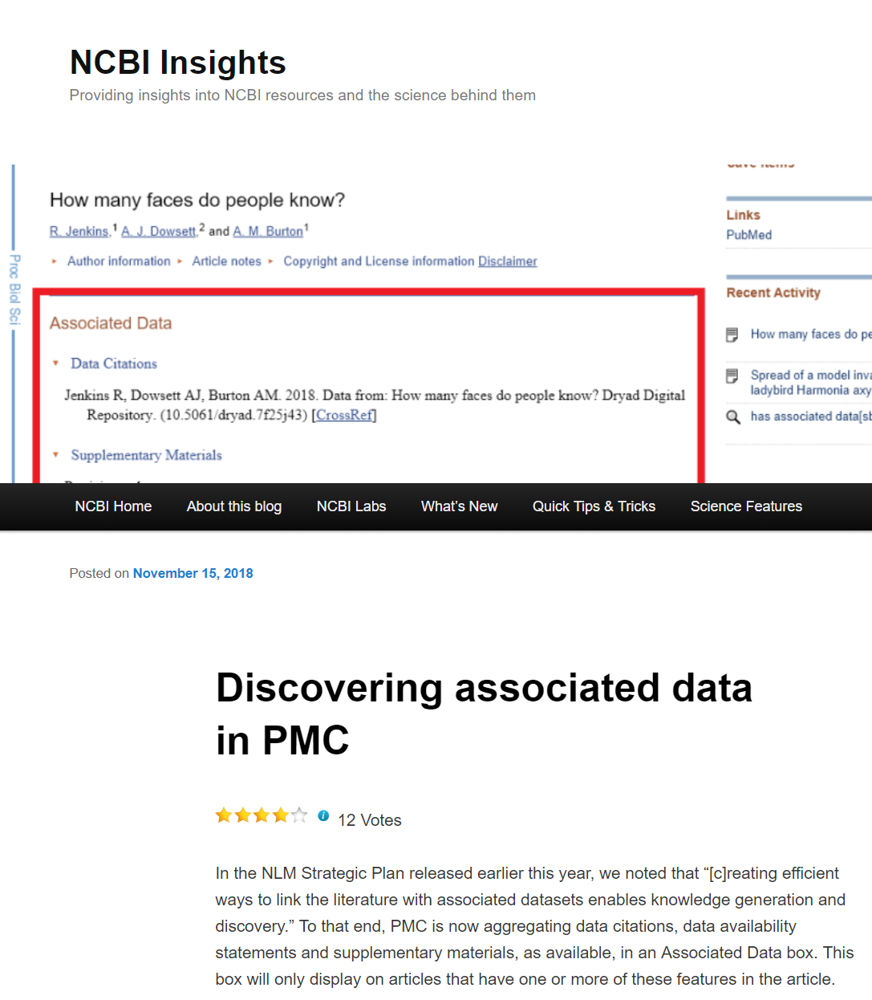 NCBI Insights
Providing insights into NCBI resources and the science behind them
Save items
How many faces do people know?
R. Jenkins,1 A. J. Dowsett,2 and A. M. Burton1
▸ Author information ▸ Article notes ▸ Copyright and License information Disclaimer
Proc Biol Sci
Associated Data
▾ Data Citations
Jenkins R, Dowsett AJ, Burton AM. 2018. Data from: How many faces do people know? Dryad Digital
Repository. (10.5061/dryad.7f25j43) [CrossRef]
▾ Supplementary Materials
Links
PubMed
Recent Activity
How many faces do pe
Spread of a model inva
ladybird Harmonia axy
has associated data[sb
NCBI Home About this blog NCBI Labs What’s New Quick Tips & Tricks Science Features
Posted on November 15, 2018
Discovering associated data
in PMC
12 Votes
In the NLM Strategic Plan released earlier this year, we noted that “[c]reating efficient
ways to link the literature with associated datasets enables knowledge generation and
discovery.” To that end, PMC is now aggregating data citations, data availability
statements and supplementary materials, as available, in an Associated Data box. This
box will only display on articles that have one or more of these features in the article.